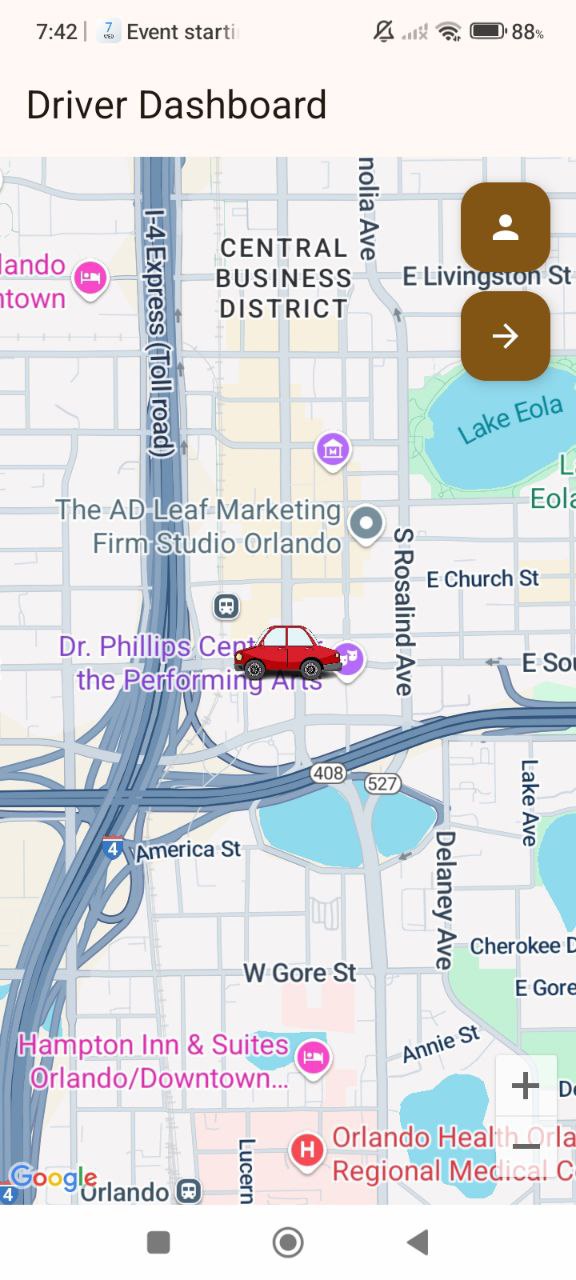 7:42
Event starti
88%
Driver Dashboard
nolia Ave
I-4 Express (Toll road)
CENTRAL
BUSINESS
DISTRICT
lando
ntown
E Livingston St
Lake Eola
L
Eola
The AD Leaf Marketing
Firm Studio Orlando
S Rosalind Ave
E Church St
Dr. Phillips Cent
the Performing Arts
E Sou
408
527
Lake Ave
4
America St
Delaney Ave
Cherokee D
W Gore St
E Gore
Annie St
Hampton Inn & Suites
Orlando/Downtown...
De
H
Orlando Health Orla
Regional Medical C
Lucern
Google
4
Orlando